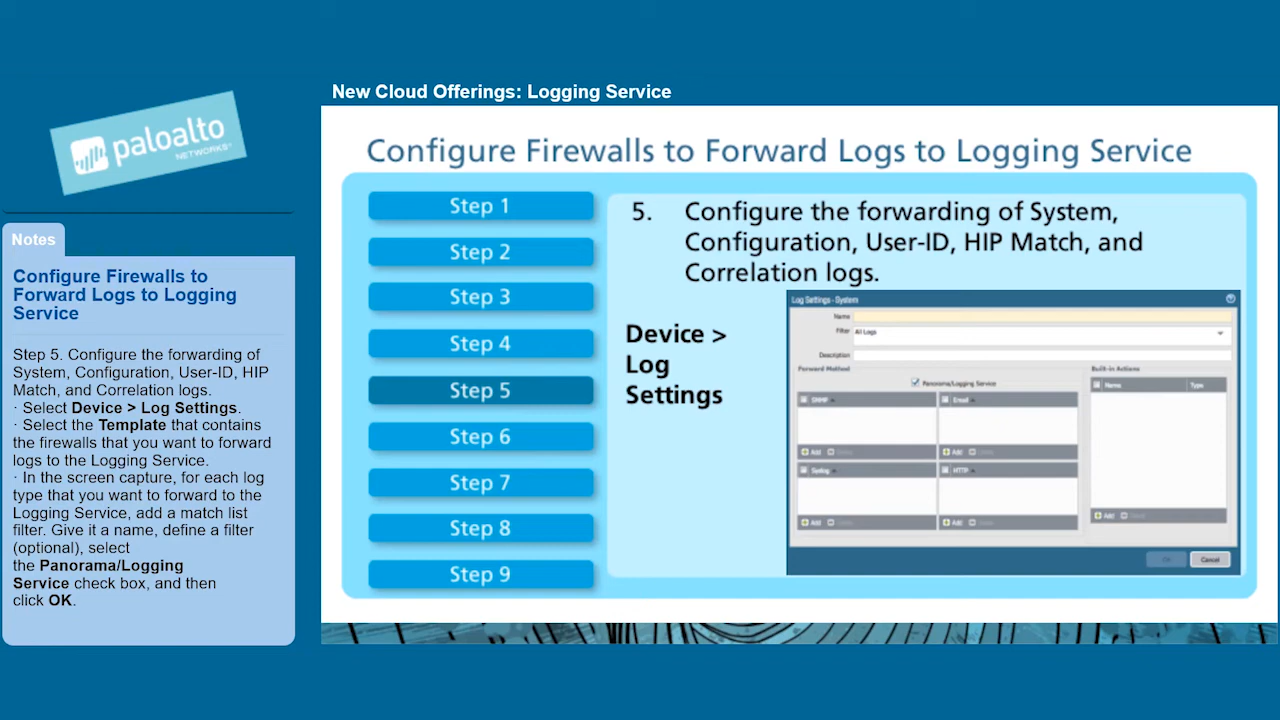 New Cloud Offerings: Logging Service
paloalto
NETWORKS
Notes
Configure Firewalls to
Forward Logs to Logging
Service
Step 5. Configure the forwarding of
System, Configuration, User-ID, HIP
Match, and Correlation logs.
· Select Device > Log Settings.
· Select the Template that contains
the firewalls that you want to forward
logs to the Logging Service.
· In the screen capture, for each log
type that you want to forward to the
Logging Service, add a match list
filter. Give it a name, define a filter
(optional), select
the Panorama/Logging
Service check box, and then
click OK.
Configure Firewalls to Forward Logs to Logging Service
Step 1
Step 2
Step 3
Step 4
Step 5
Step 6
Step 7
Step 8
Step 9
5. Configure the forwarding of System,
Configuration, User-ID, HIP Match, and
Correlation logs.
Device >
Log
Settings
Log Settings - System
Name
Filter All Logs
Description
Forward Method
Built-in Actions
Panorama/Logging Service
SNMP
Email
Name Type
Add
Add
Syslog
HTTP
Add
Add
Add
Cancel